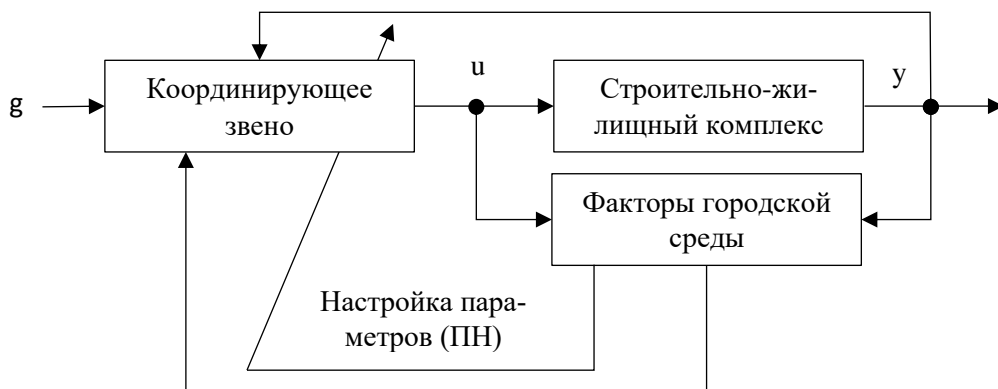 g
Координирующее
звено
u
Строительно-жи-
лищный комплекс
y
Факторы городской
среды
Настройка пара-
метров (ПН)